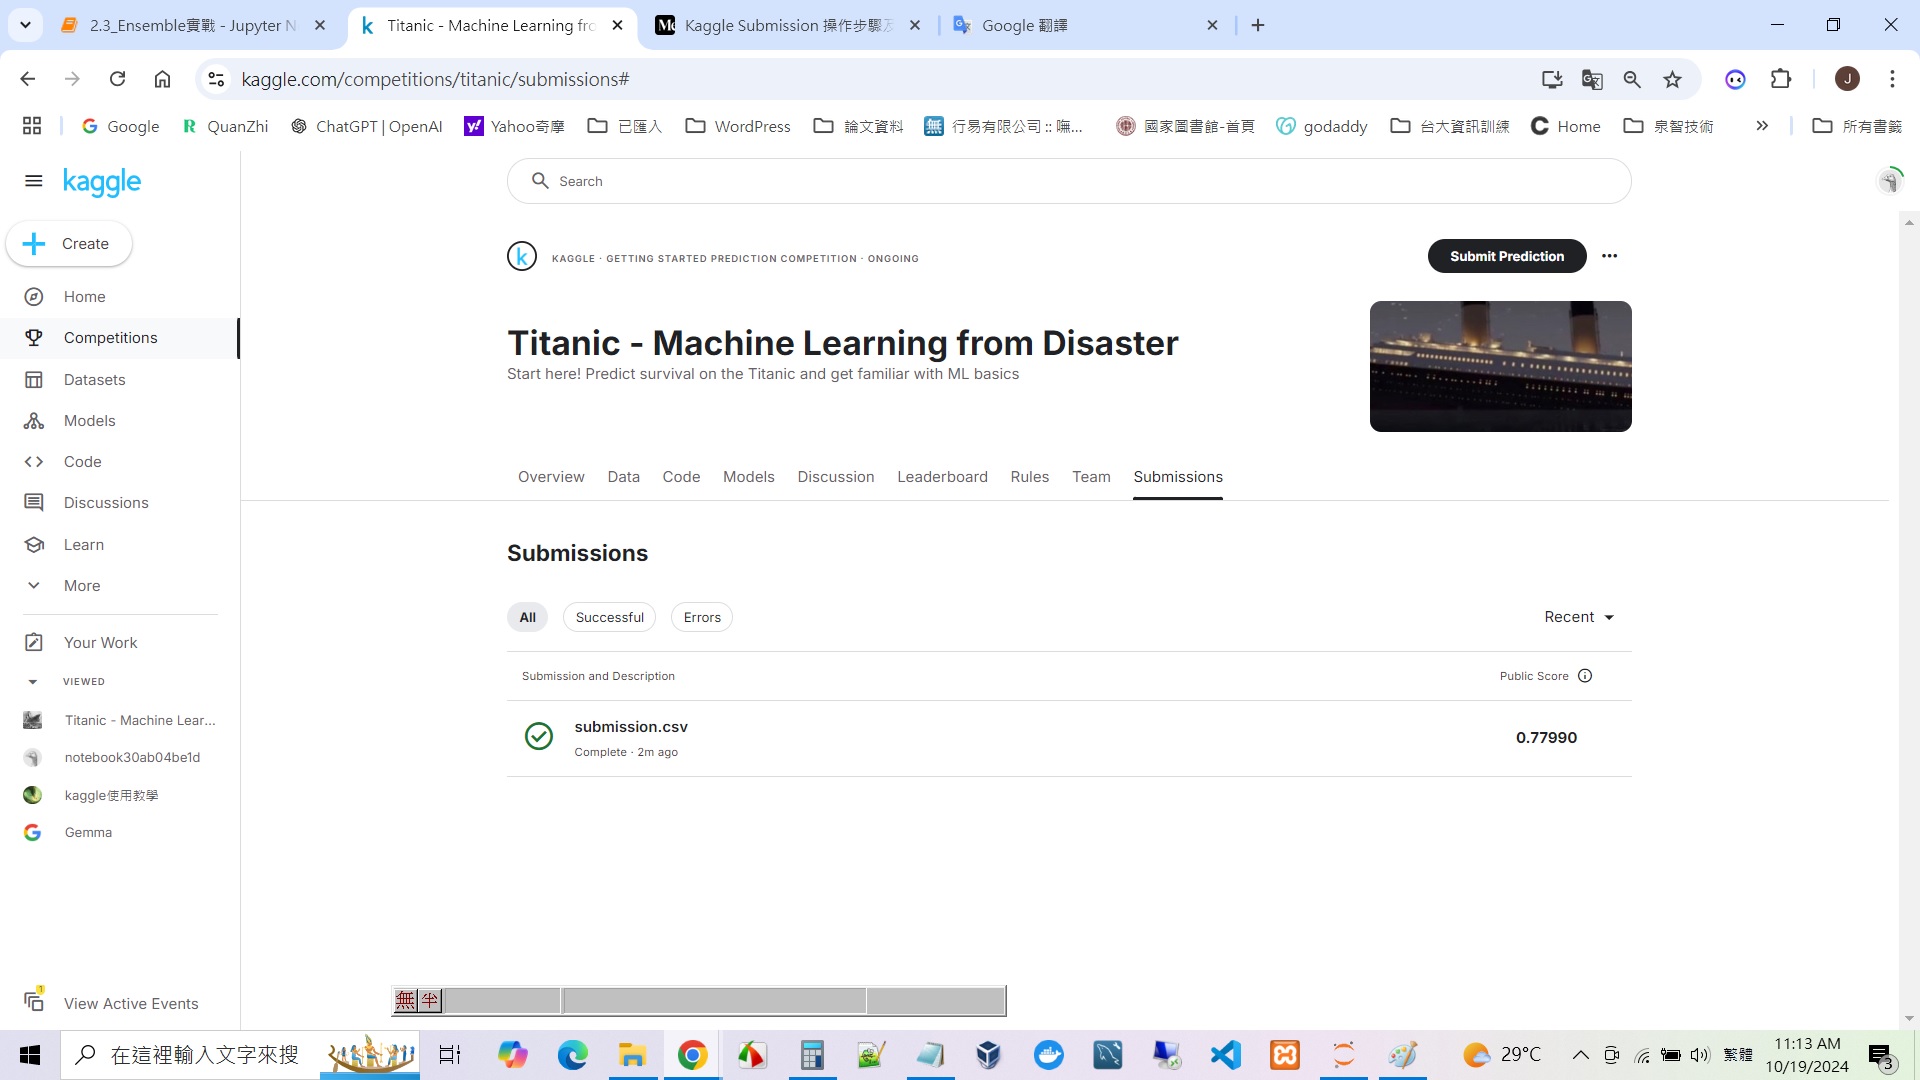 2.3_Ensemble實戰 - Jupyter N
Titanic - Machine Learning fro
Kaggle Submission 操作步驟及
Google 翻譯
kaggle.com/competitions/titanic/submissions#
J
Google
QuanZhi
ChatGPT | OpenAI
Yahoo奇摩
已匯入
WordPress
論文資料
行易有限公司 :: 嘸...
國家圖書館-首頁
godaddy
台大資訊訓練
Home
泉智技術
所有書籤
kaggle
Search
Create
Home
Competitions
Datasets
Models
Code
Discussions
Learn
More
Your Work
VIEWED
Titanic - Machine Lear...
notebook30ab04be1d
kaggle使用教學
Gemma
1
View Active Events
KAGGLE · GETTING STARTED PREDICTION COMPETITION · ONGOING
Submit Prediction
Titanic - Machine Learning from Disaster
Start here! Predict survival on the Titanic and get familiar with ML basics
Overview Data Code Models Discussion Leaderboard Rules Team Submissions
Submissions
All Successful Errors
Recent
Submission and Description
Public Score
submission.csv
Complete · 2m ago
0.77990
無 半
在這裡輸入文字來搜
29°C
繁體
11:13 AM
10/19/2024
3